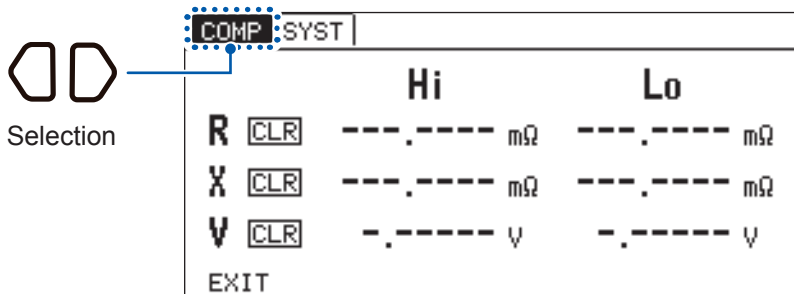 COMP SYST
Hi Lo
Selection
R CLR ---.---- mΩ ---.---- mΩ
X CLR ---.---- mΩ ---.---- mΩ
V CLR -.----- V -.----- V
EXIT